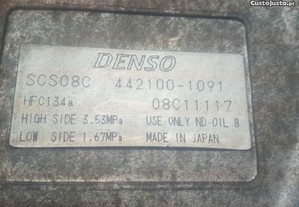 CustoJusto.pt
DENSO
SCS08C 442100-1091
HFC134a 08C11117
HIGH SIDE 3.53MPa USE ONLY ND-OIL 8
LOW SIDE 1.67MPa MADE IN JAPAN